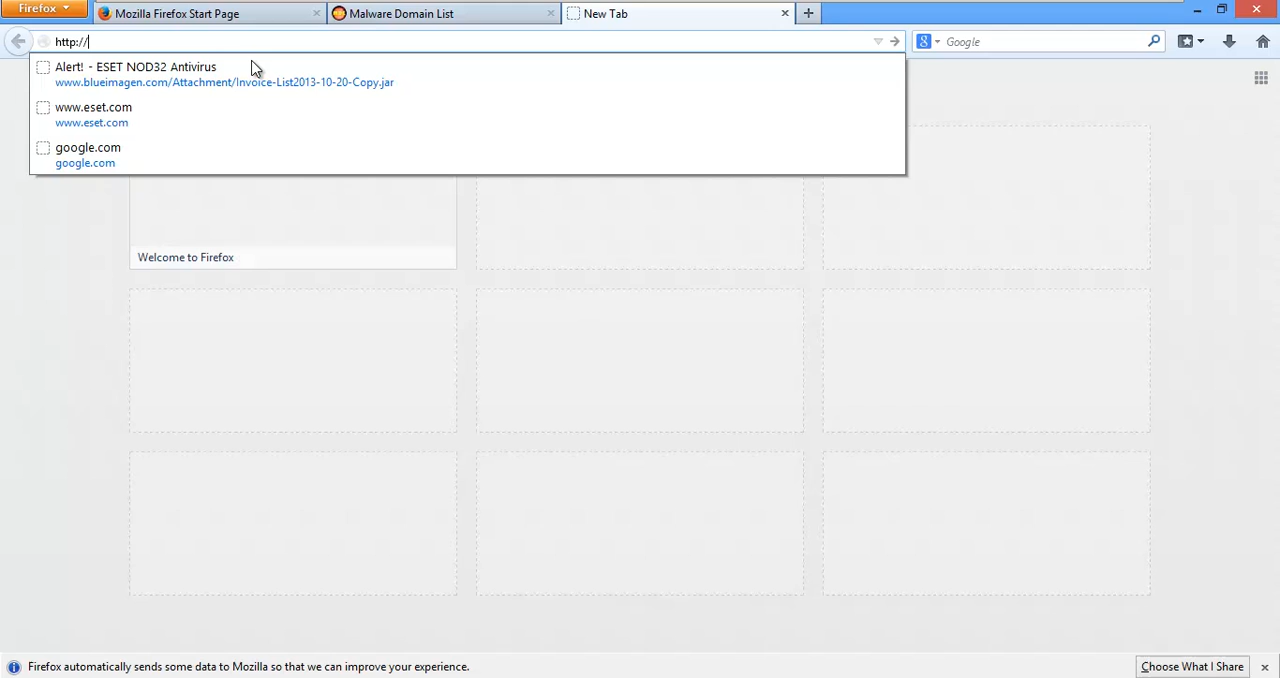 Firefox
Mozilla Firefox Start Page
Malware Domain List
New Tab
http://
Google
Alert! - ESET NOD32 Antivirus
www.blueimagen.com/Attachment/Invoice-List2013-10-20-Copy.jar
www.eset.com
www.eset.com
google.com
google.com
Welcome to Firefox
Firefox automatically sends some data to Mozilla so that we can improve your experience.
Choose What I Share